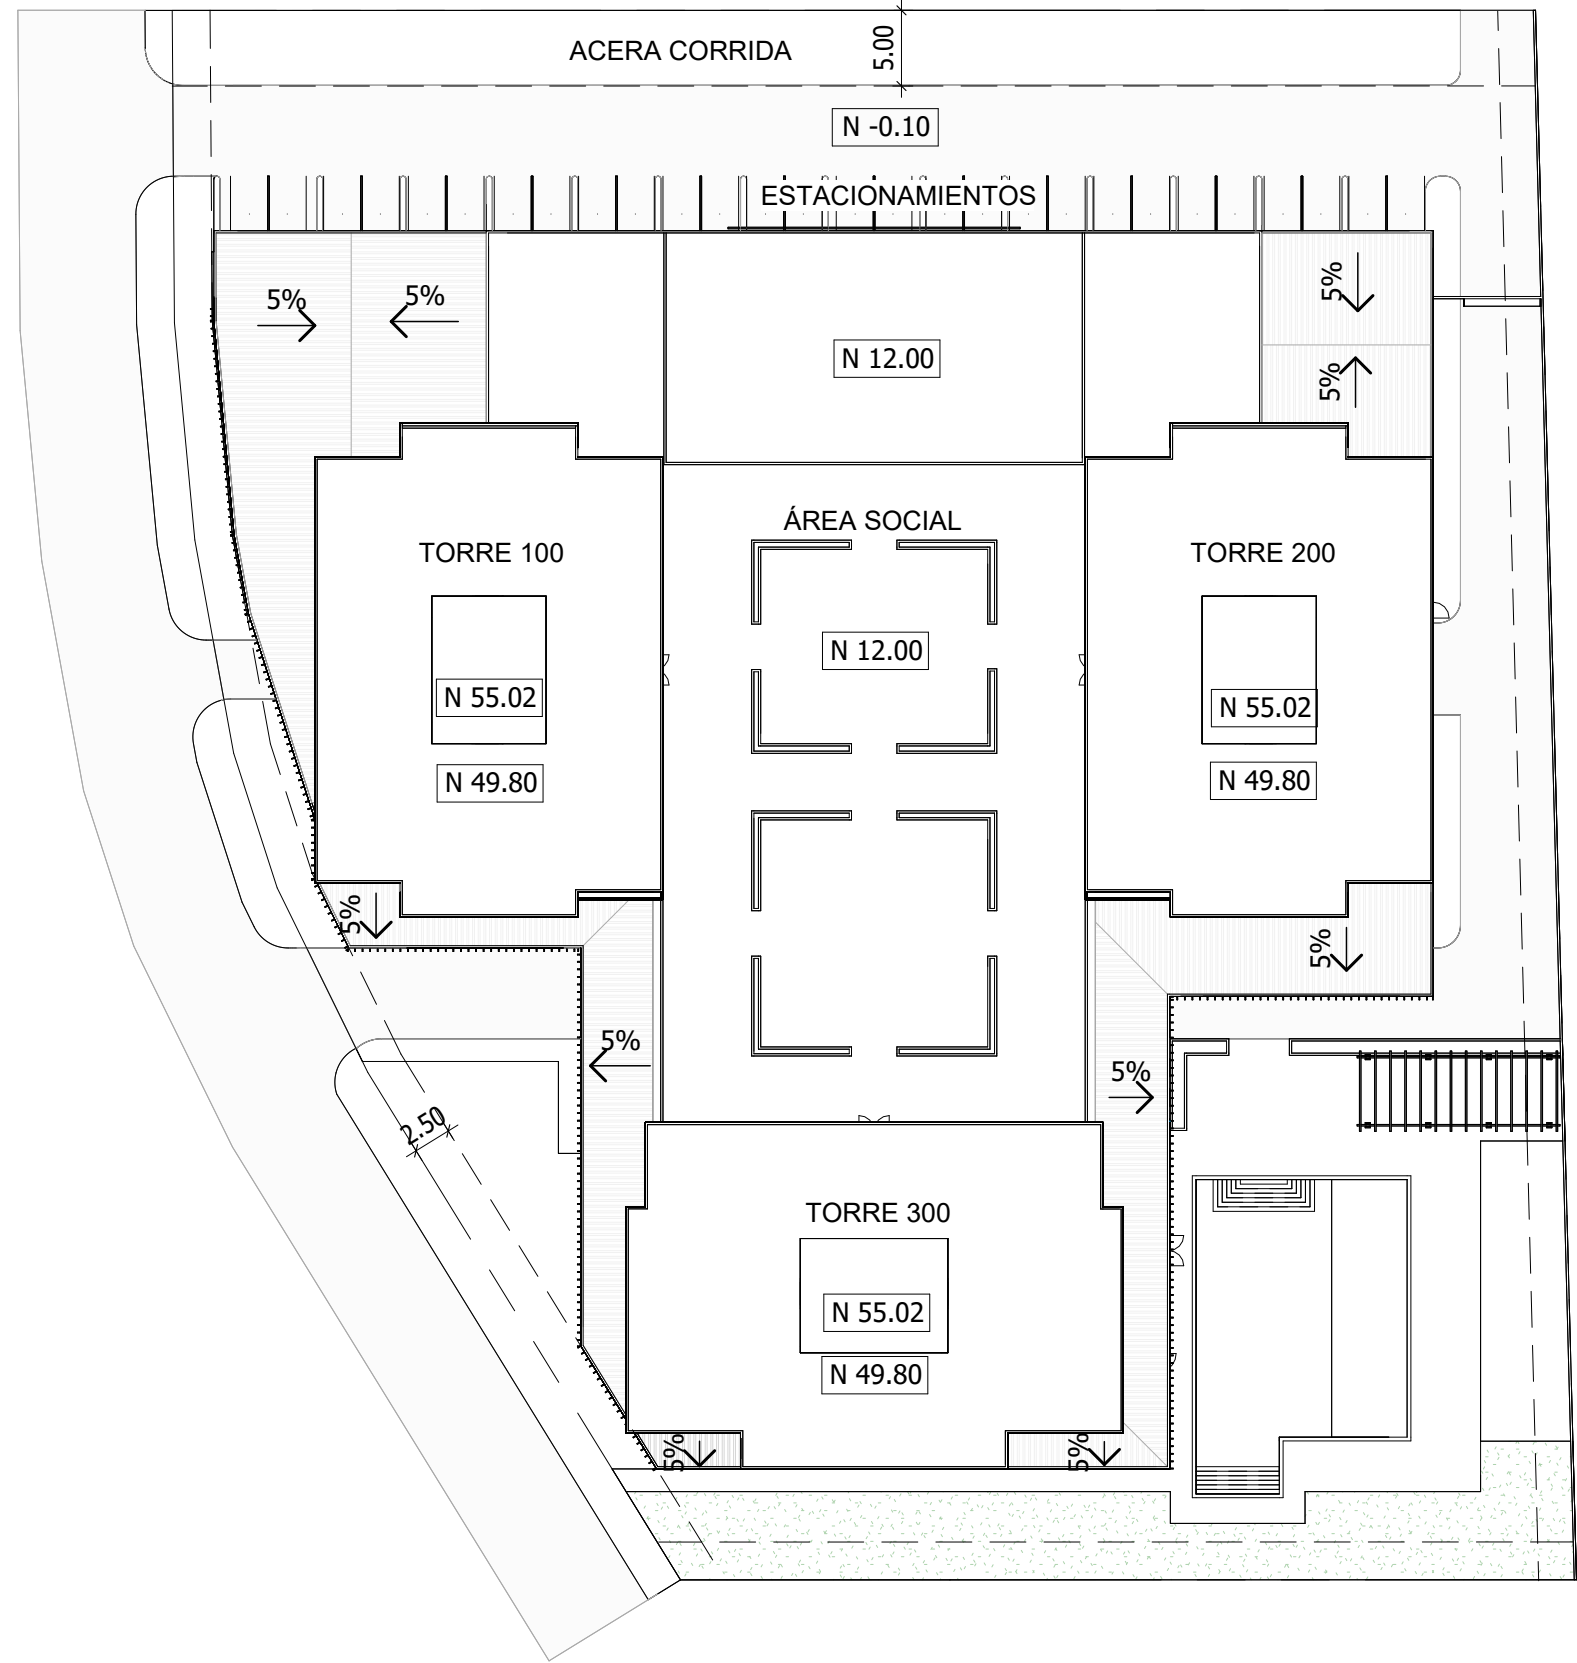 ACERA CORRIDA
5.00
N -0.10
ESTACIONAMIENTOS
5%
5%
5%
5%
N 12.00
ÁREA SOCIAL
TORRE 100
TORRE 200
N 12.00
N 55.02
N 55.02
N 49.80
N 49.80
5%
5%
5%
5%
2.50
TORRE 300
N 55.02
N 49.80
5%
5%